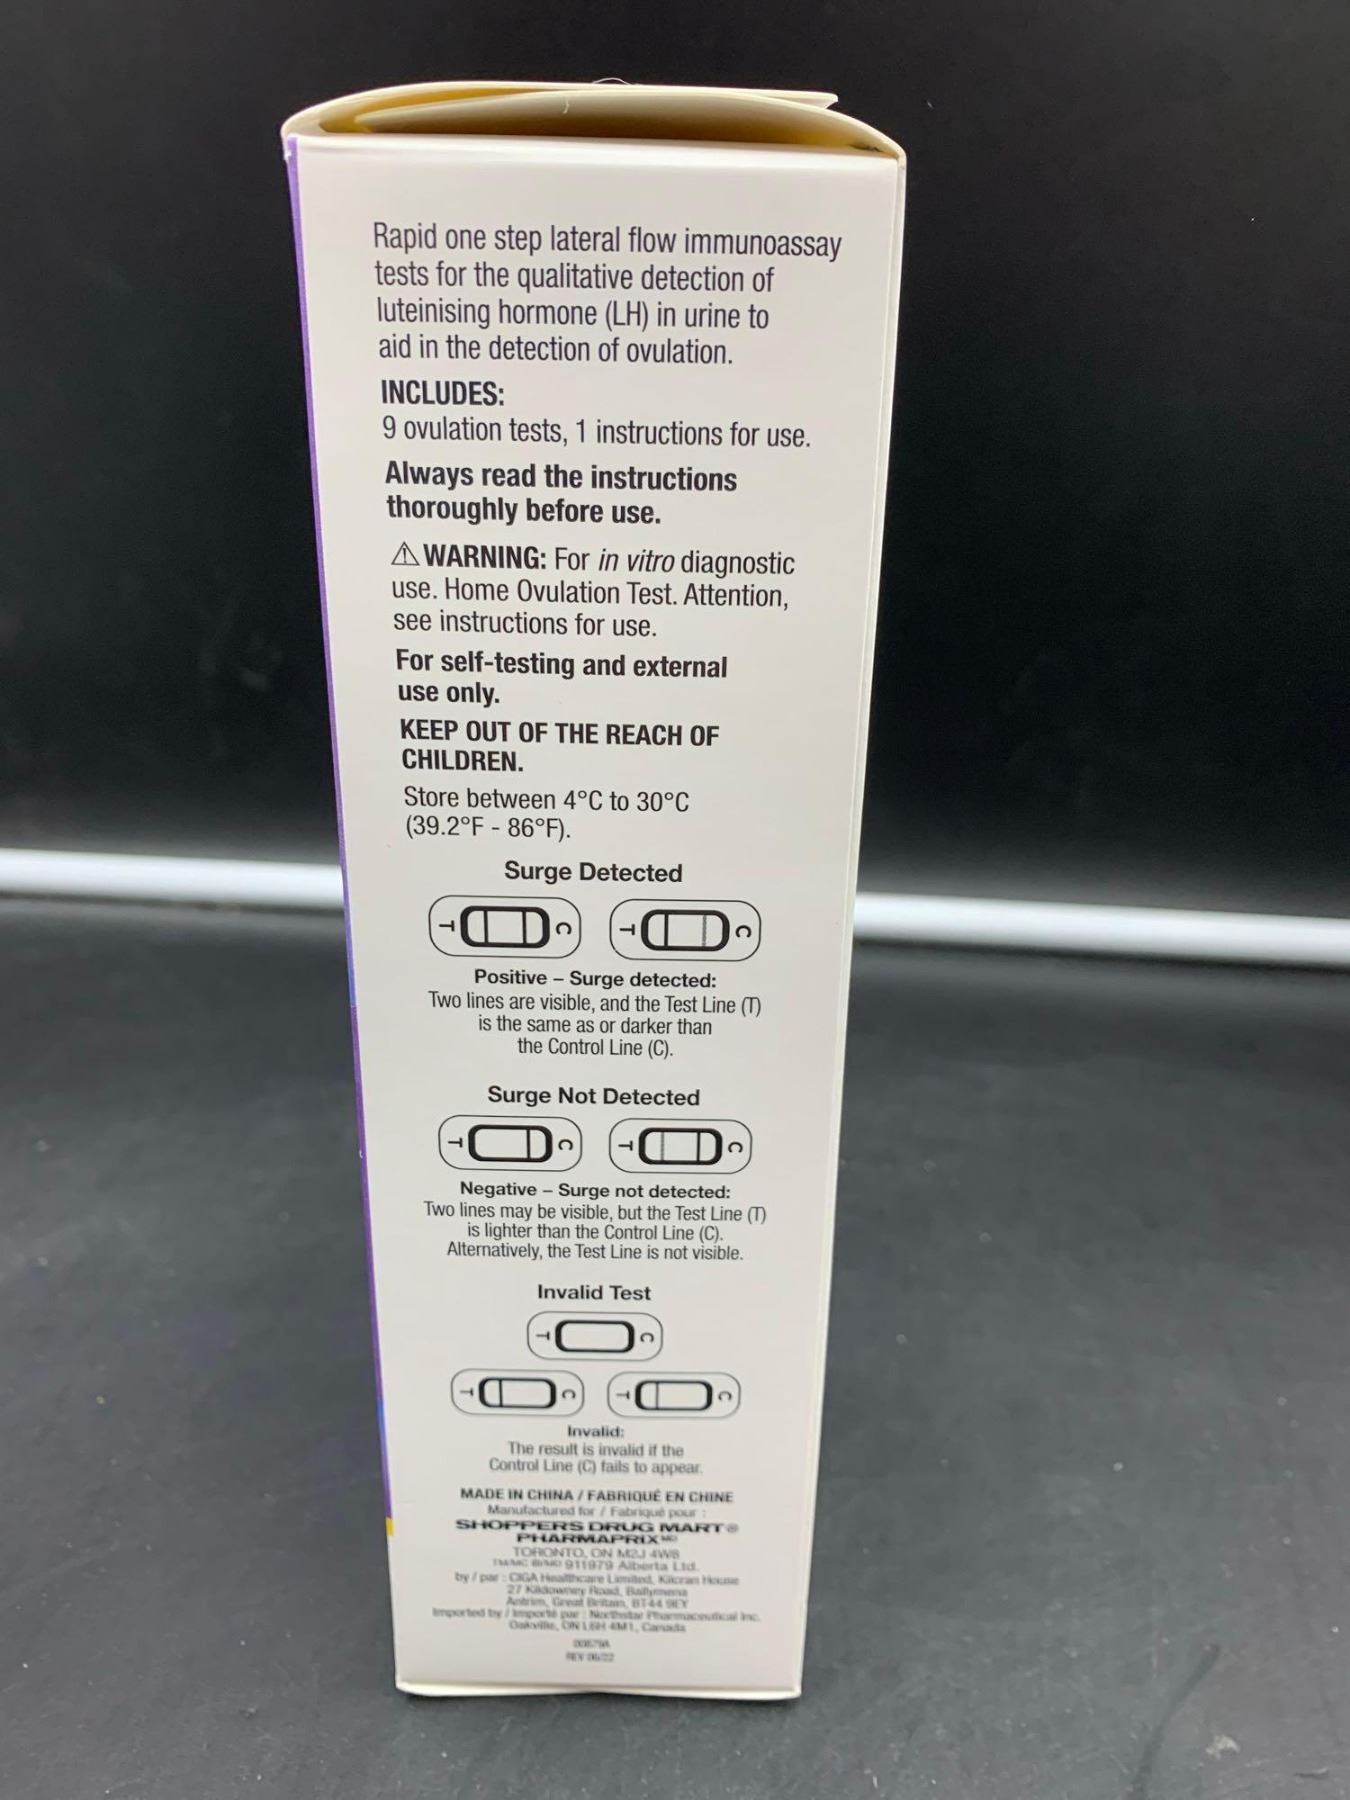 Rapid one step lateral flow immunoassay
tests for the qualitative detection of
luteinising hormone (LH) in urine to
aid in the detection of ovulation.
INCLUDES:
9 ovulation tests, 1 instructions for use.
Always read the instructions
thoroughly before use.
⚠ WARNING: For in vitro diagnostic
use. Home Ovulation Test. Attention,
see instructions for use.
For self-testing and external
use only.
KEEP OUT OF THE REACH OF
CHILDREN.
Store between 4°C to 30°C
(39.2°F - 86°F).
Surge Detected
T C T C
Positive – Surge detected:
Two lines are visible, and the Test Line (T)
is the same as or darker than
the Control Line (C).
Surge Not Detected
T C T C
Negative – Surge not detected:
Two lines may be visible, but the Test Line (T)
is lighter than the Control Line (C).
Alternatively, the Test Line is not visible.
Invalid Test
T C
T C T C
Invalid:
The result is invalid if the
Control Line (C) fails to appear.
MADE IN CHINA / FABRIQUÉ EN CHINE
Manufactured for / Fabriqué pour :
SHOPPERS DRUG MART®
PHARMAPRIX MD
TORONTO, ON M2J 4W8
911979 Alberta Ltd.
by / par : CIGA Healthcare Limited, Kilcran House
27 Kildowney Road, Ballymena
Antrim, Great Britain, BT44 9EY
Imported by / Importé par : Northstar Pharmaceutical Inc.
Oakville, ON L6H 4M1, Canada
REV 06/22